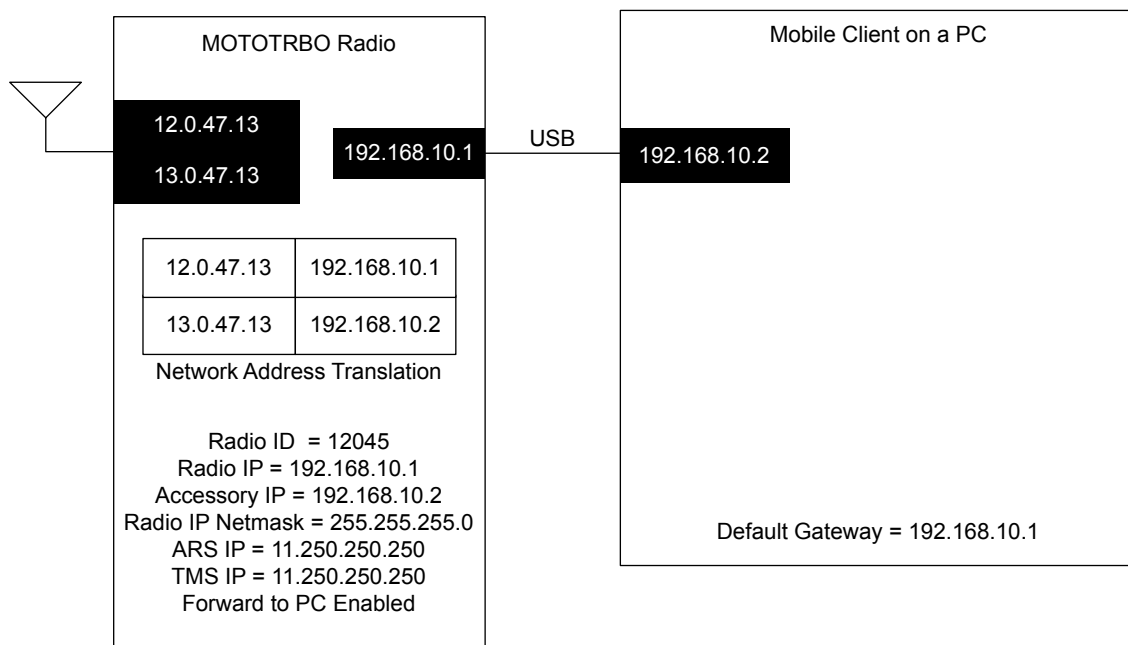 MOTOTRBO Radio
12.0.47.13
13.0.47.13
192.168.10.1
12.0.47.13 192.168.10.1
13.0.47.13 192.168.10.2
Network Address Translation
Radio ID = 12045
Radio IP = 192.168.10.1
Accessory IP = 192.168.10.2
Radio IP Netmask = 255.255.255.0
ARS IP = 11.250.250.250
TMS IP = 11.250.250.250
Forward to PC Enabled
USB
Mobile Client on a PC
192.168.10.2
Default Gateway = 192.168.10.1